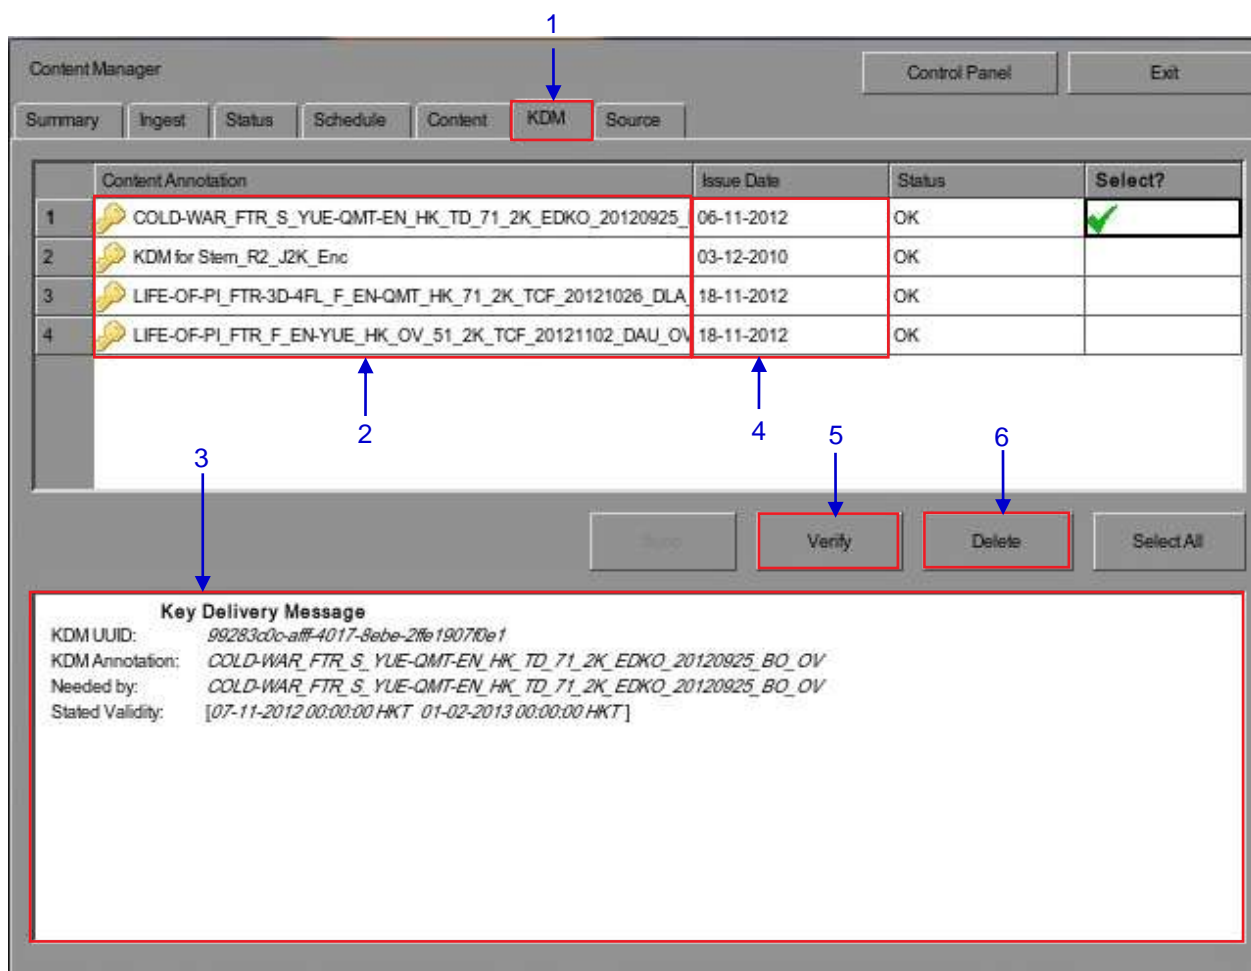 1
Content Manager
Control Panel
Exit
Summary Ingest Status Schedule Content KDM Source
Content Annotation Issue Date Status Select?
1 COLD-WAR_FTR_S_YUE-QMT-EN_HK_TD_71_2K_EDKO_20120925_ 06-11-2012 OK
2 KDM for Stem_R2_J2K_Enc 03-12-2010 OK
3 LIFE-OF-PI_FTR-3D-4FL_F_EN-QMT_HK_71_2K_TCF_20121026_DLA_ 18-11-2012 OK
4 LIFE-OF-PI_FTR_F_EN-YUE_HK_OV_51_2K_TCF_20121102_DAU_OV 18-11-2012 OK
2
4
5
6
3
Verify
Delete
Select All
Key Delivery Message
KDM UUID: 99283c0c-afff-4017-8ebe-2ffe1907f0e1
KDM Annotation: COLD-WAR_FTR_S_YUE-QMT-EN_HK_TD_71_2K_EDKO_20120925_BO_OV
Needed by: COLD-WAR_FTR_S_YUE-QMT-EN_HK_TD_71_2K_EDKO_20120925_BO_OV
Stated Validity: [07-11-2012 00:00:00 HKT 01-02-2013 00:00:00 HKT]